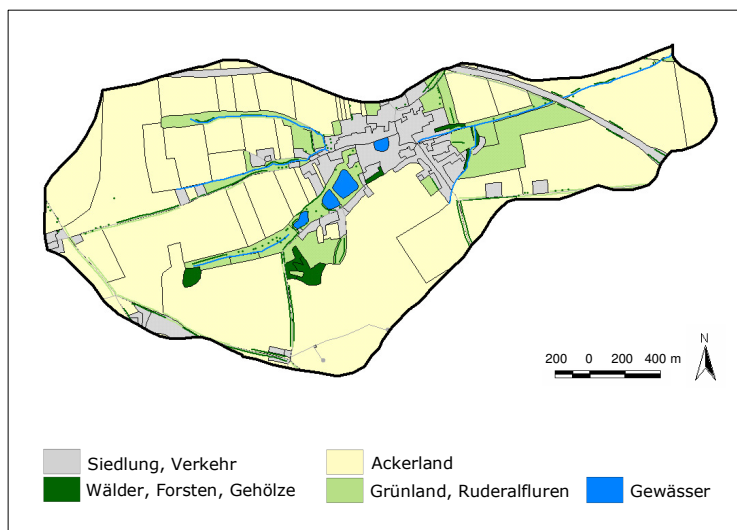 N
200 0 200 400 m
Siedlung, Verkehr Ackerland
Wälder, Forsten, Gehölze Grünland, Ruderalfluren Gewässer